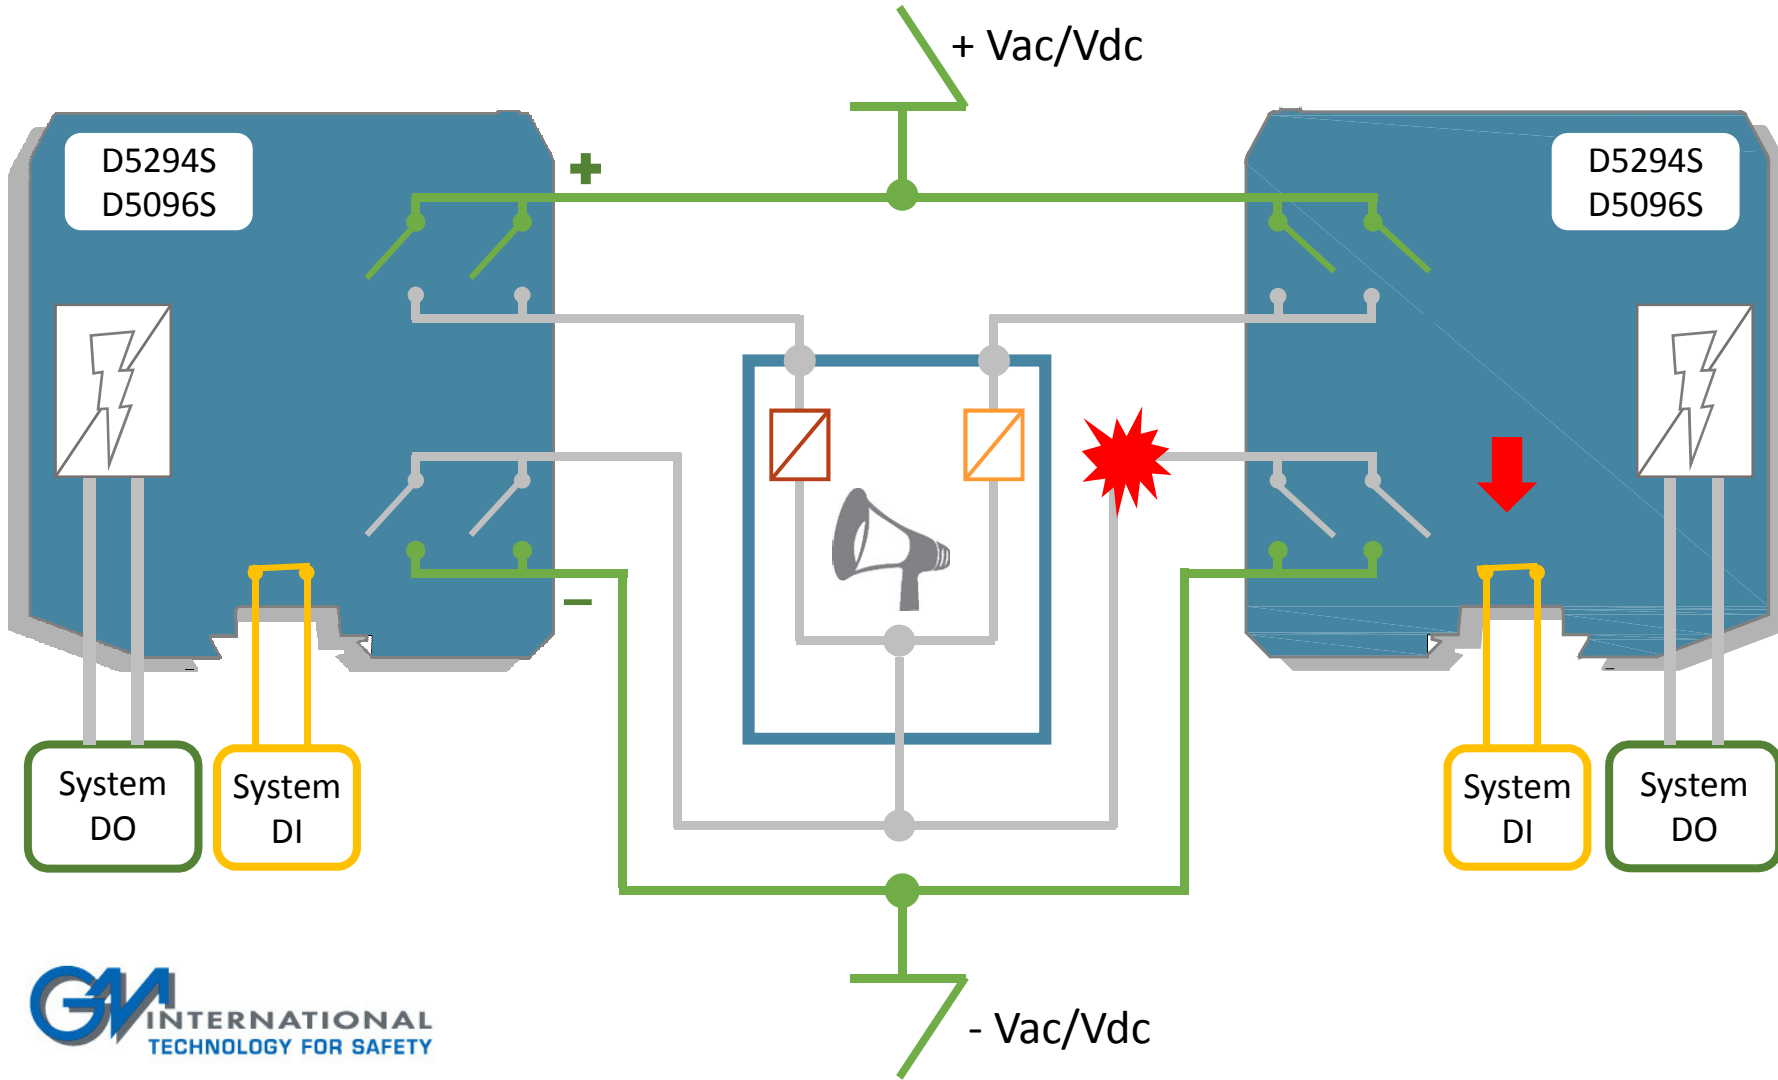 + Vac/Vdc
D5294S
D5096S
D5294S
D5096S
+
–
System
DO
System
DI
System
DI
System
DO
- Vac/Vdc
GM
INTERNATIONAL
TECHNOLOGY FOR SAFETY